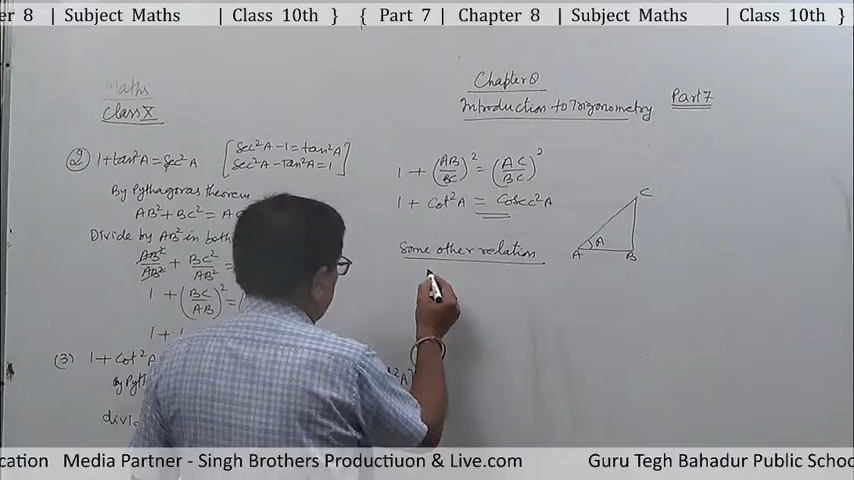 er 8 | Subject Maths | Class 10th } { Part 7 | Chapter 8 | Subject Maths | Class 10th }
Maths
Class X
Chapter 8
Introduction to Trigonometry Part 7
(2) 1+tan²A = Sec²A [Sec²A-1 = tan²A
Sec²A - Tan²A = 1]
By Pythagoras theorem
AB² + BC² = A
Divide by AB² in both
AB²/AB² + BC²/AB² =
1 + (BC/AB)² =
1 +
(3) 1 + Cot²A
By Pyt
divi
1 + (AB/BC)² = (AC/BC)²
1 + Cot²A = Cosec²A
Some other relation
C
A
A
B
cation Media Partner - Singh Brothers Productiuon & Live.com Guru Tegh Bahadur Public Schoo